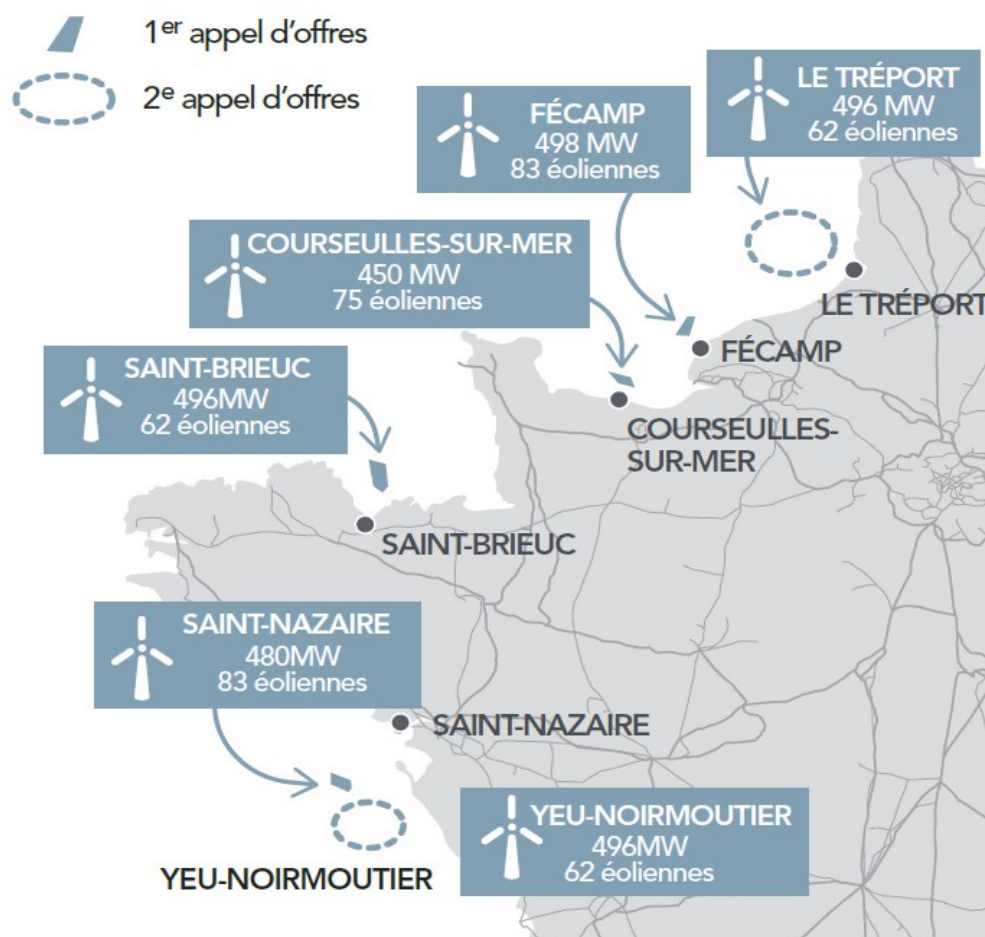 1er appel d'offres
2e appel d'offres
LE TRÉPORT
496 MW
62 éoliennes
FÉCAMP
498 MW
83 éoliennes
COURSEULLES-SUR-MER
450 MW
75 éoliennes
LE TRÉPORT
FÉCAMP
SAINT-BRIEUC
496MW
62 éoliennes
COURSEULLES-
SUR-MER
SAINT-BRIEUC
SAINT-NAZAIRE
480MW
83 éoliennes
SAINT-NAZAIRE
YEU-NOIRMOUTIER
496MW
62 éoliennes
YEU-NOIRMOUTIER